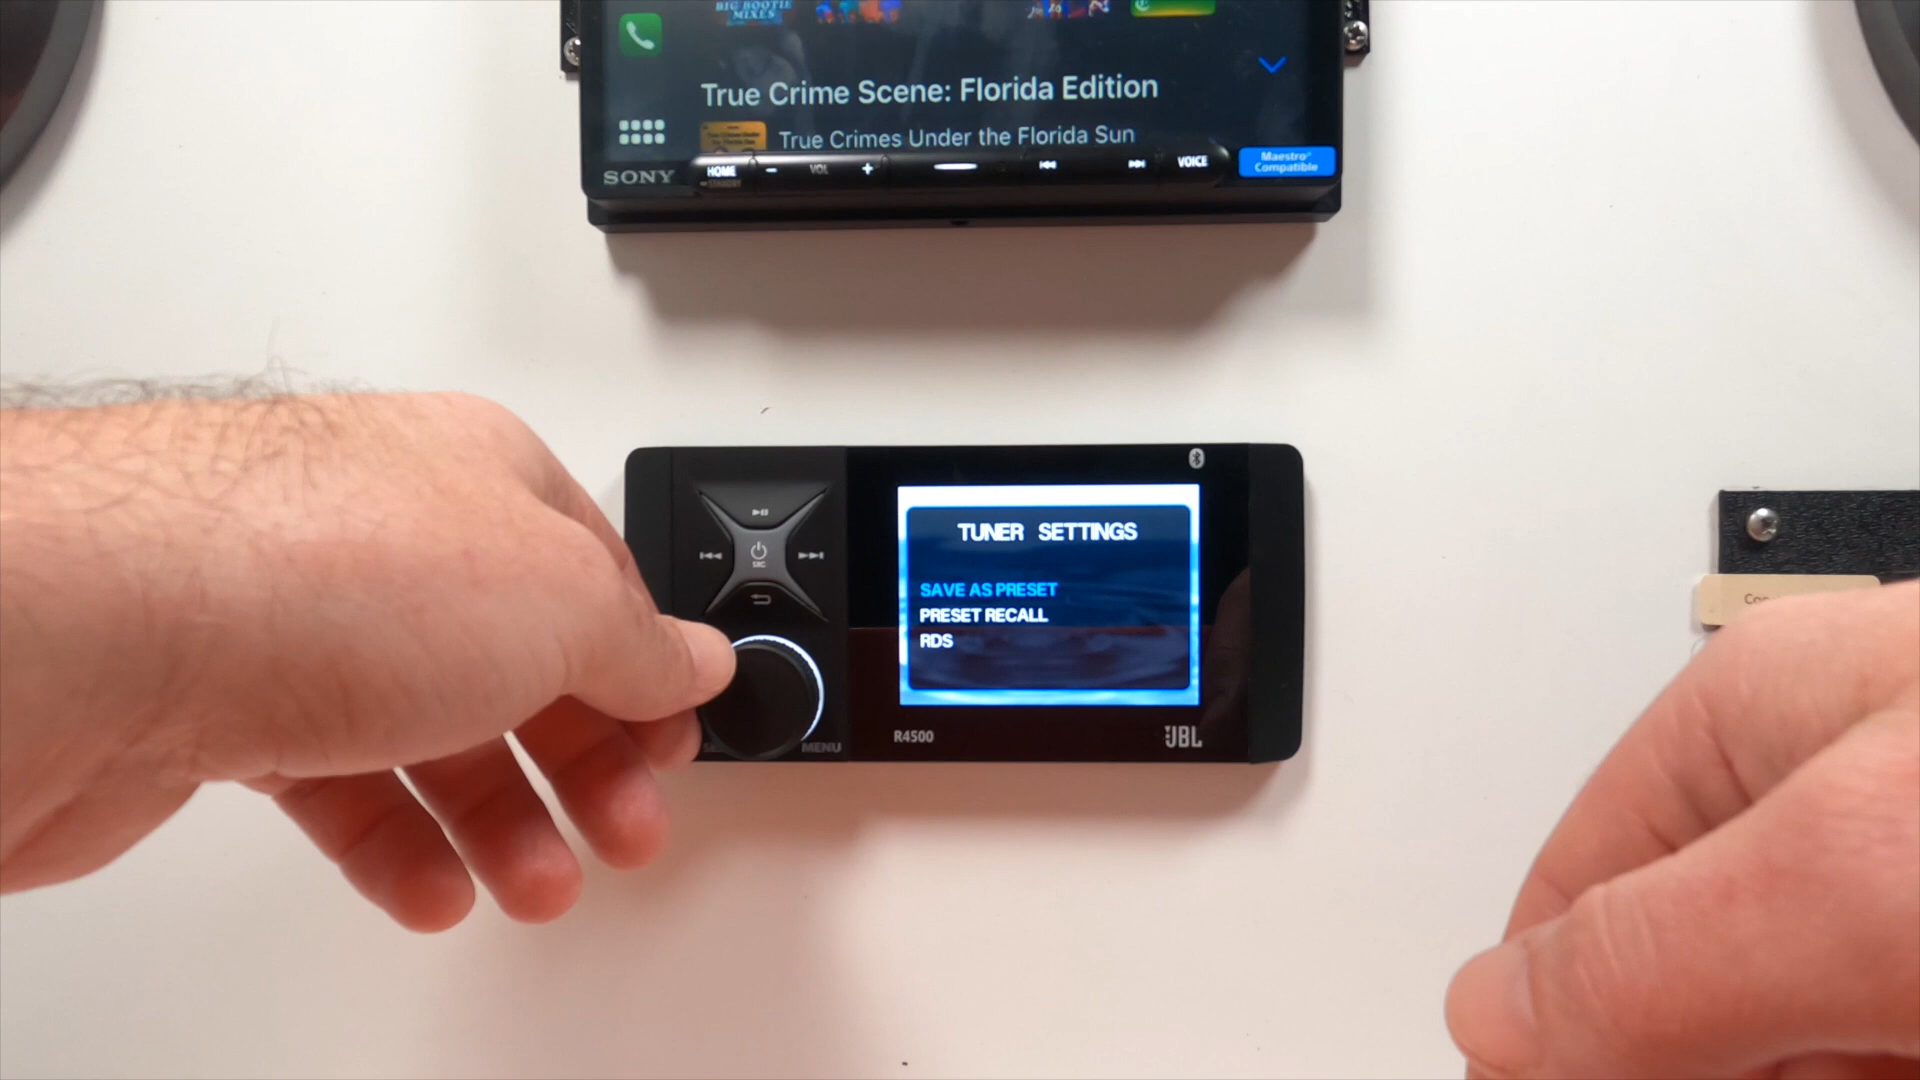 BIG BOOTIE
MIXES
True Crime Scene: Florida Edition
True Crimes Under the Florida Sun
SONY
HOME
VOL
VOICE
Maestro
Compatible
SRC
TUNER SETTINGS
SAVE AS PRESET
PRESET RECALL
RDS
MENU
R4500
JBL